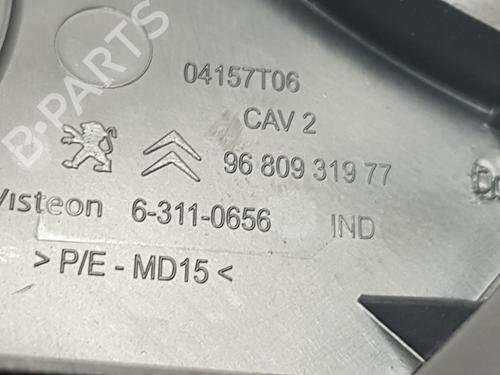 B-PARTS
04157T06
CAV 2
96 809 319 77
Visteon 6-311-0656 IND
> P/E - MD15 <